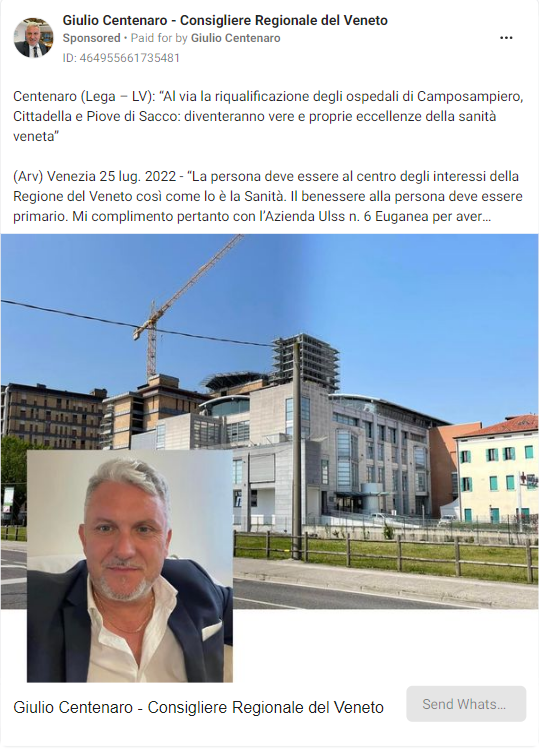 Giulio Centenaro - Consigliere Regionale del Veneto
Sponsored • Paid for by Giulio Centenaro
ID: 464955661735481
Centenaro (Lega – LV): “Al via la riqualificazione degli ospedali di Camposampiero,
Cittadella e Piove di Sacco: diventeranno vere e proprie eccellenze della sanità
veneta”
(Arv) Venezia 25 lug. 2022 - “La persona deve essere al centro degli interessi della
Regione del Veneto così come lo è la Sanità. Il benessere alla persona deve essere
primario. Mi complimento pertanto con l’Azienda Ulss n. 6 Euganea per aver...
Giulio Centenaro - Consigliere Regionale del Veneto
Send Whats...